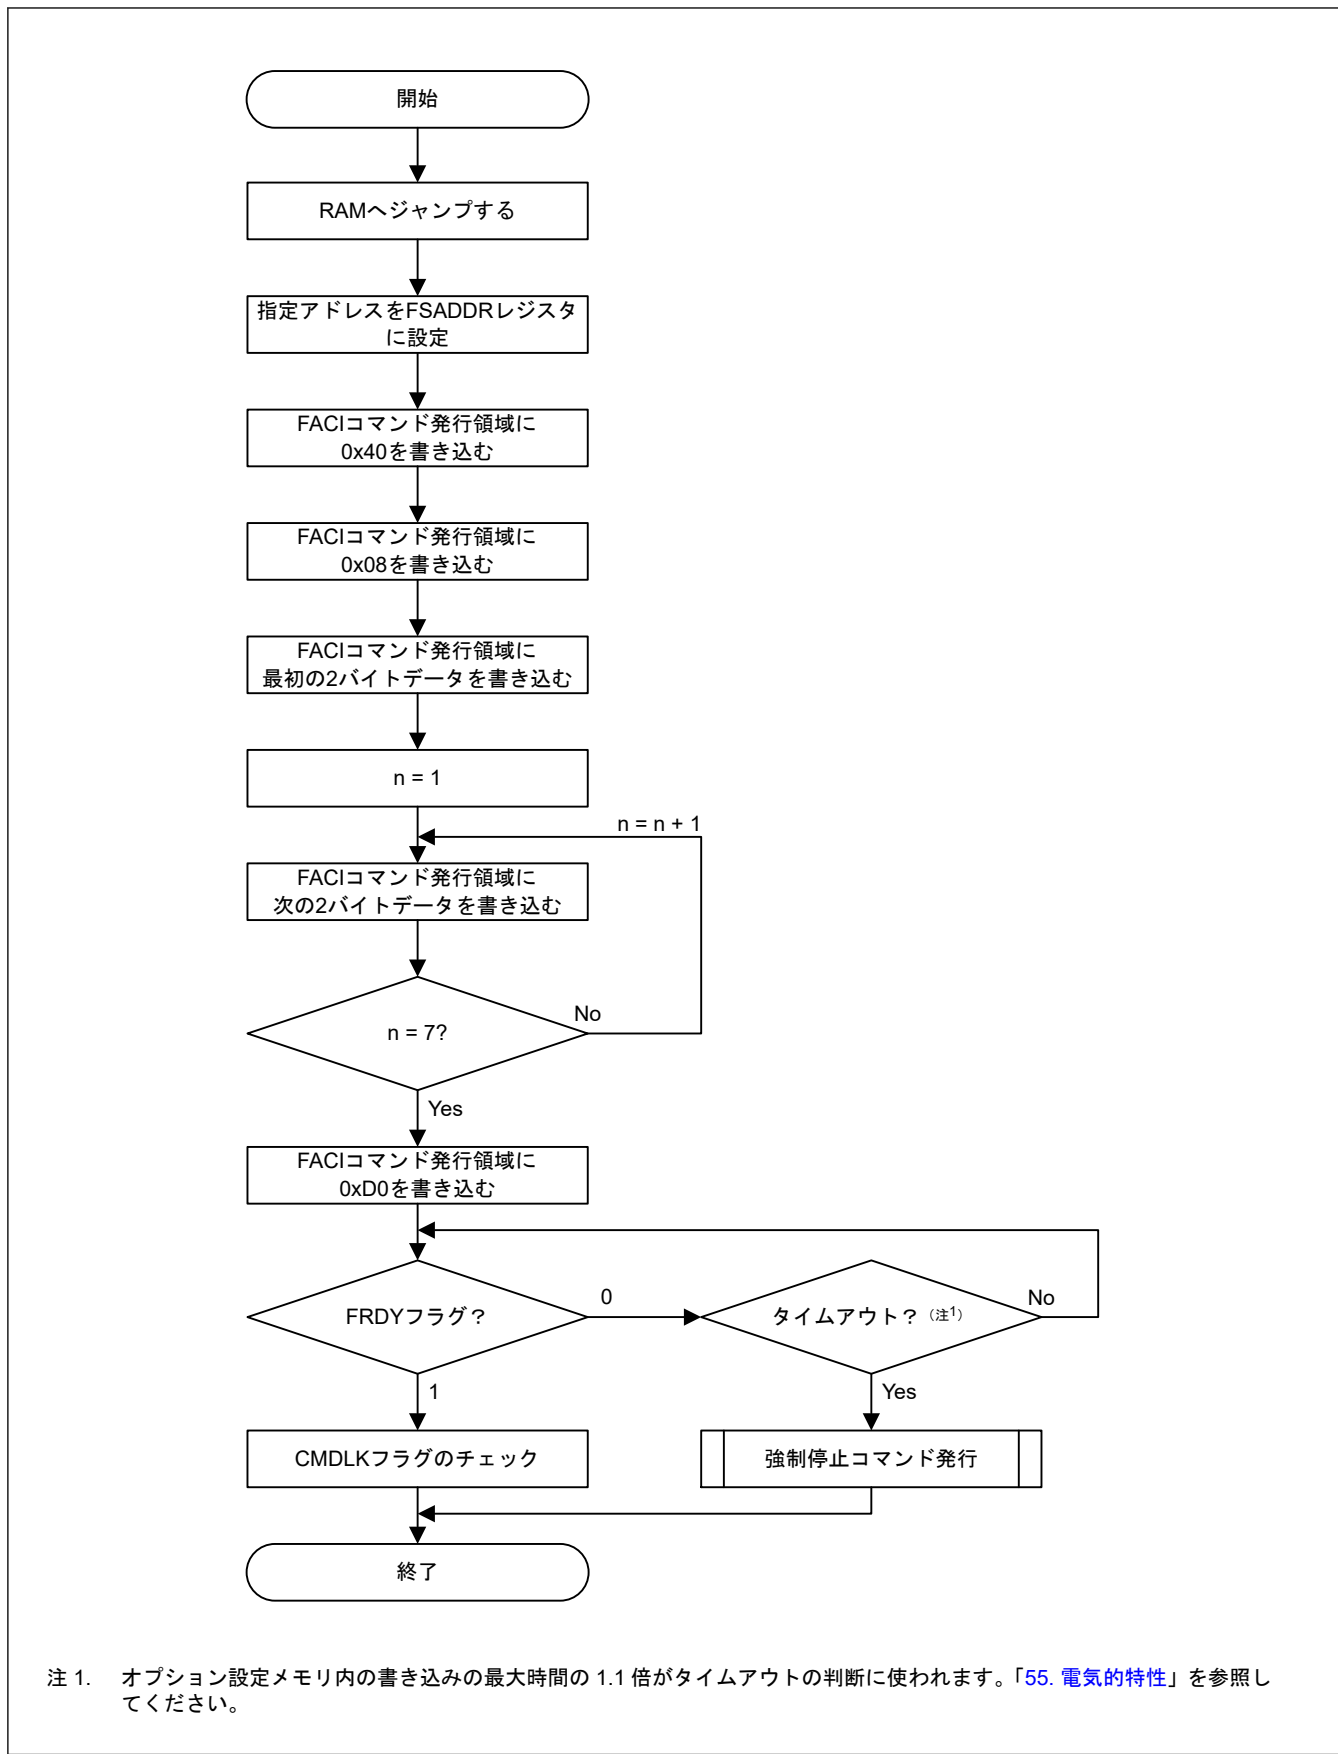 開始
RAMへジャンプする
指定アドレスをFSADDRレジスタ
に設定
FACIコマンド発行領域に
0x40を書き込む
FACIコマンド発行領域に
0x08を書き込む
FACIコマンド発行領域に
最初の2バイトデータを書き込む
n = 1
n = n + 1
FACIコマンド発行領域に
次の2バイトデータを書き込む
n = 7?
No
Yes
FACIコマンド発行領域に
0xD0を書き込む
FRDYフラグ？
0
タイムアウト？（注1）
No
1
Yes
CMDLKフラグのチェック
強制停止コマンド発行
終了
注 1. オプション設定メモリ内の書き込みの最大時間の 1.1 倍がタイムアウトの判断に使われます。「55. 電気的特性」を参照し
てください。